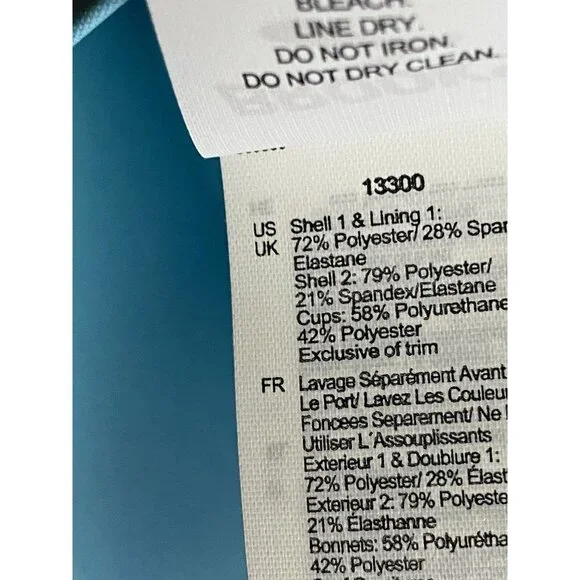 BLEACH.
LINE DRY.
DO NOT IRON.
DO NOT DRY CLEAN.
13300
US Shell 1 & Lining 1:
UK 72% Polyester/ 28% Span
Elastane
Shell 2: 79% Polyester/
21% Spandex/Elastane
Cups: 58% Polyurethane
42% Polyester
Exclusive of trim
FR Lavage Séparément Avant
Le Port/ Lavez Les Couleu
Foncees Separement/ Ne
Utiliser L'Assouplissants
Exterieur 1 & Doublure 1:
72% Polyester/ 28% Élast
Exterieur 2: 79% Polyeste
21% Élasthanne
Bonnets: 58% Polyurétha
42% Polyester